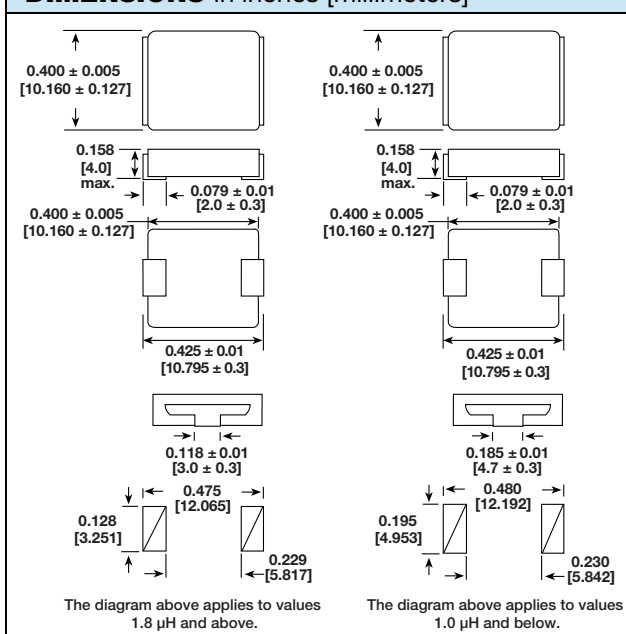 DIMENSIONS in inches [millimeters]
0.400 ± 0.005
[10.160 ± 0.127]
0.158
[4.0]
max.
0.079 ± 0.01
[2.0 ± 0.3]
0.400 ± 0.005
[10.160 ± 0.127]
0.425 ± 0.01
[10.795 ± 0.3]
0.118 ± 0.01
[3.0 ± 0.3]
0.475
[12.065]
0.128
[3.251]
0.229
[5.817]
The diagram above applies to values
1.8 µH and above.
0.400 ± 0.005
[10.160 ± 0.127]
0.158
[4.0]
max.
0.079 ± 0.01
[2.0 ± 0.3]
0.400 ± 0.005
[10.160 ± 0.127]
0.425 ± 0.01
[10.795 ± 0.3]
0.185 ± 0.01
[4.7 ± 0.3]
0.480
[12.192]
0.195
[4.953]
0.230
[5.842]
The diagram above applies to values
1.0 µH and below.